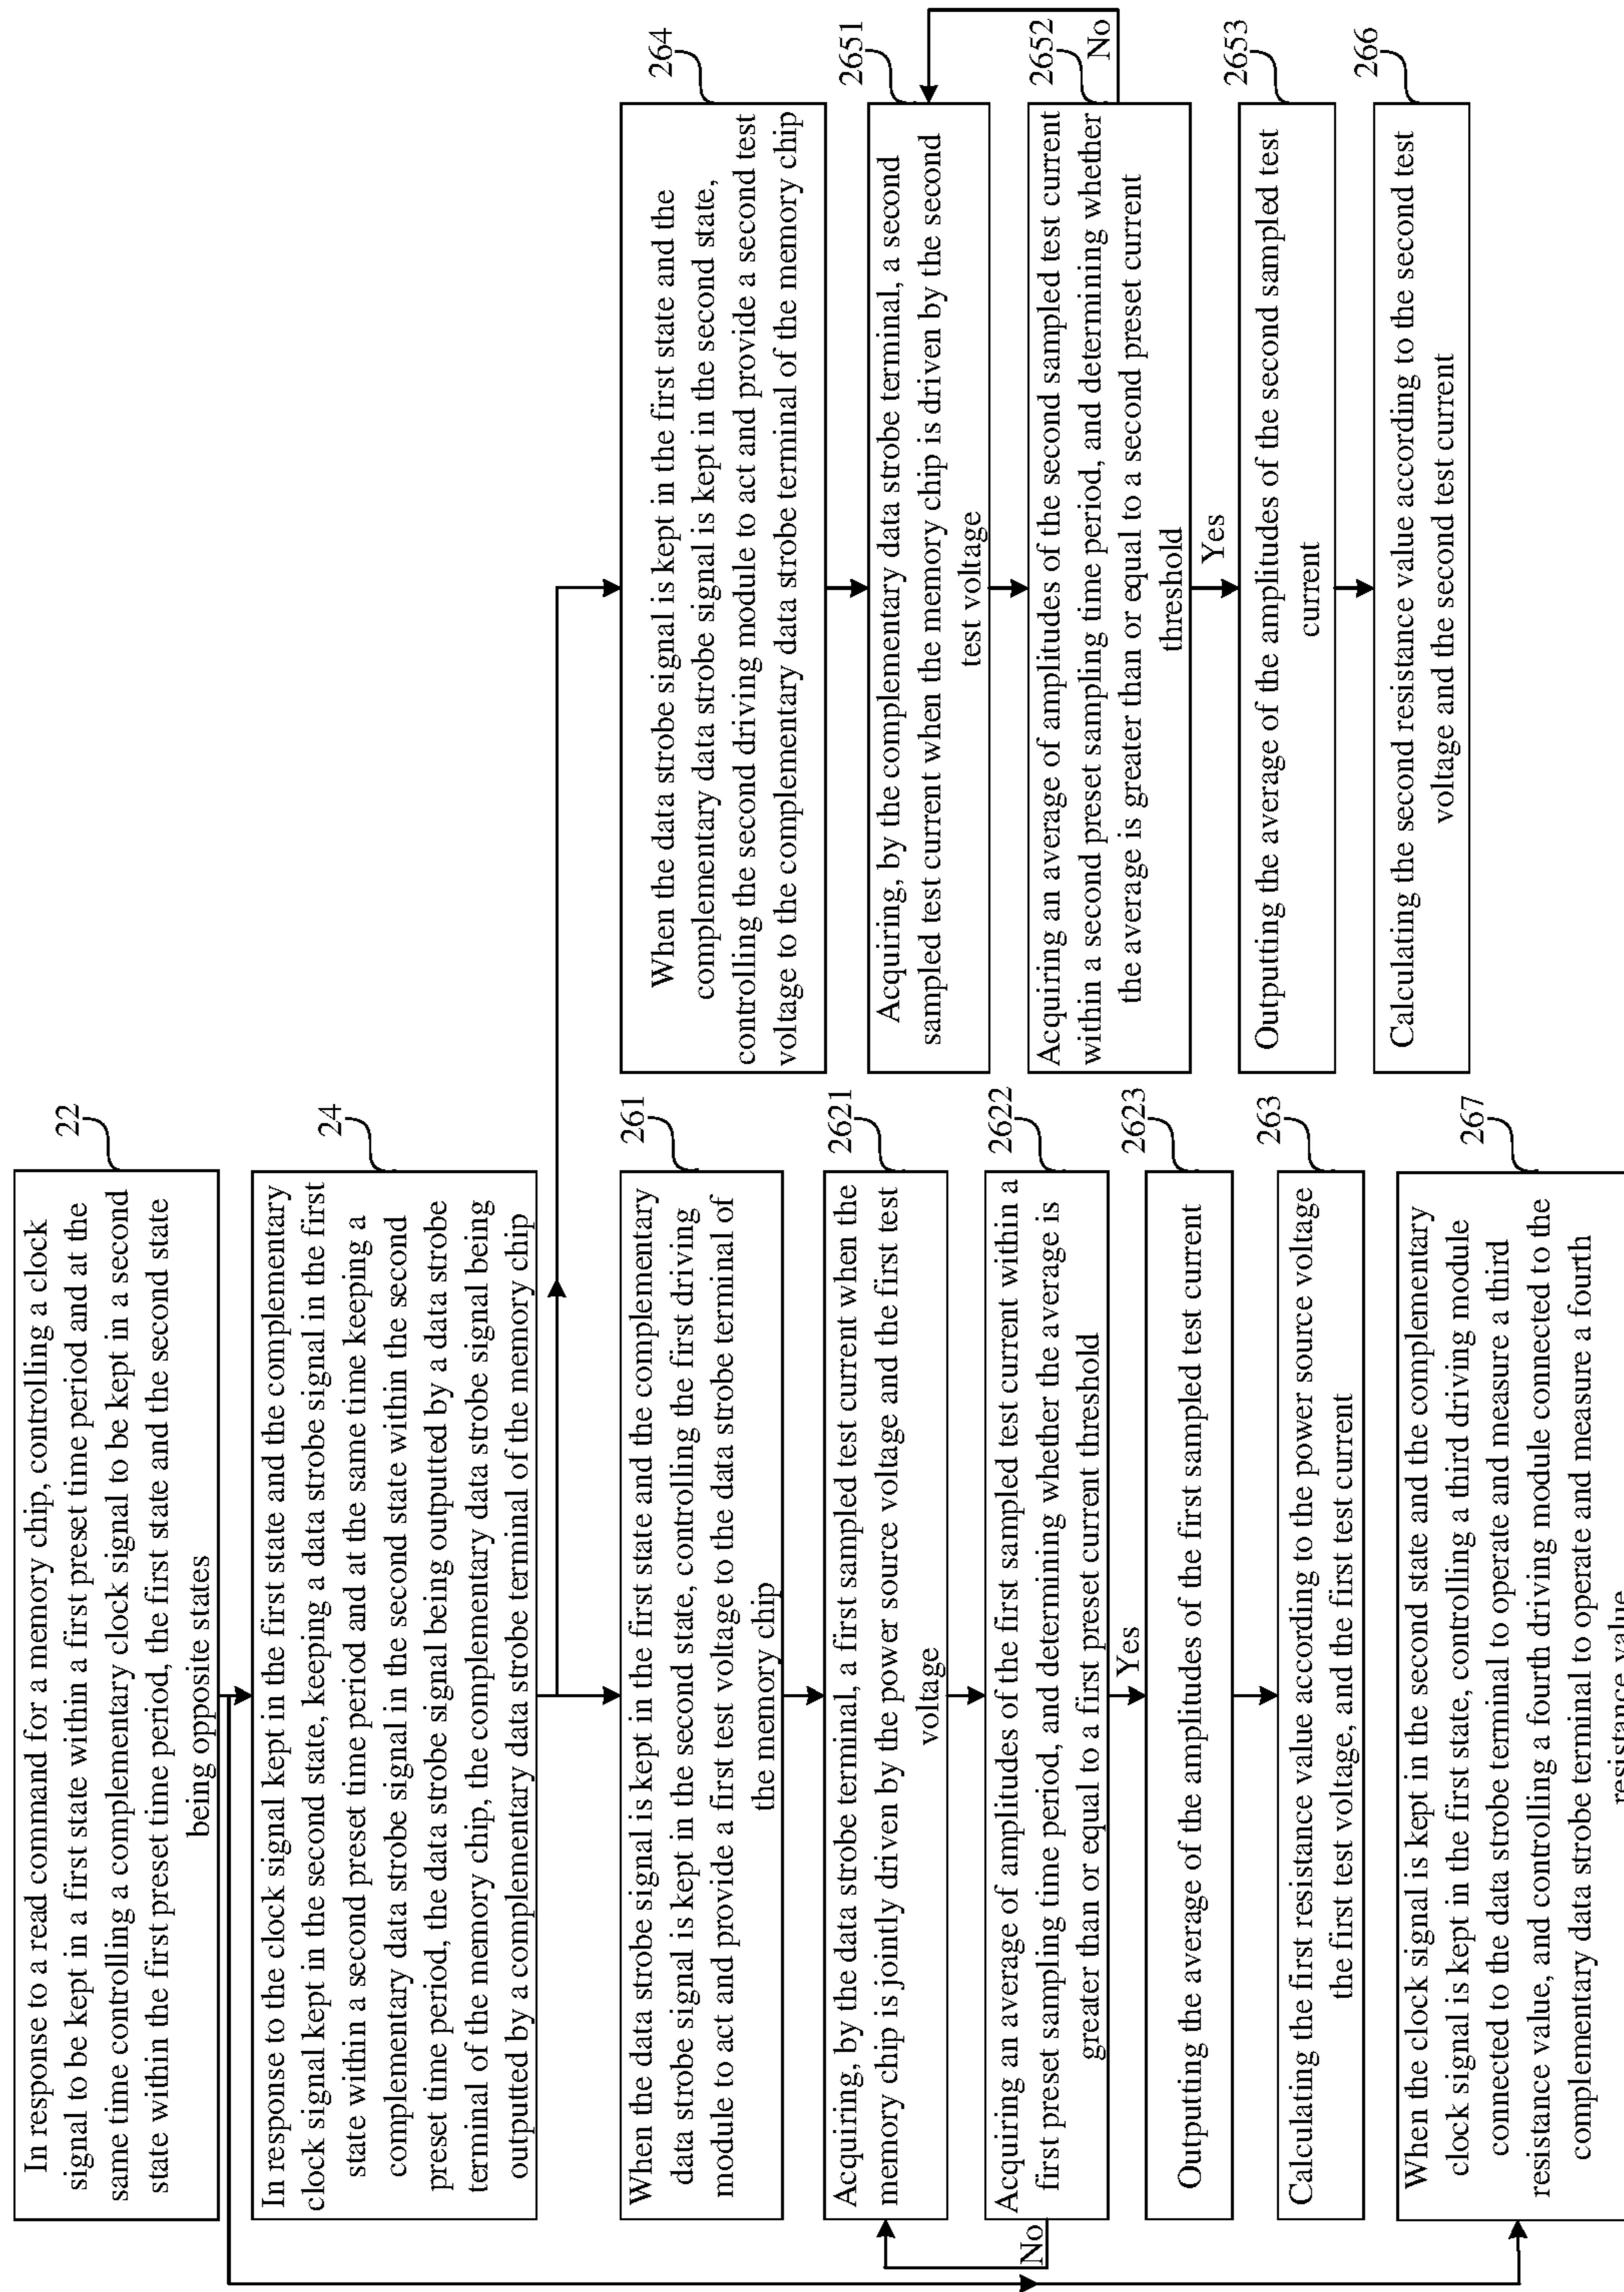 22
In response to a read command for a memory chip, controlling a clock
signal to be kept in a first state within a first preset time period and at the
same time controlling a complementary clock signal to be kept in a second
state within the first preset time period, the first state and the second state
being opposite states
24
In response to the clock signal kept in the first state and the complementary
clock signal kept in the second state, keeping a data strobe signal in the first
state within a second preset time period and at the same time keeping a
complementary data strobe signal in the second state within the second
preset time period, the data strobe signal being outputted by a data strobe
terminal of the memory chip, the complementary data strobe signal being
outputted by a complementary data strobe terminal of the memory chip
261
When the data strobe signal is kept in the first state and the complementary
data strobe signal is kept in the second state, controlling the first driving
module to act and provide a first test voltage to the data strobe terminal of
the memory chip
2621
Acquiring, by the data strobe terminal, a first sampled test current when the
memory chip is jointly driven by the power source voltage and the first test
voltage
2622
Acquiring an average of amplitudes of the first sampled test current within a
first preset sampling time period, and determining whether the average is
greater than or equal to a first preset current threshold
No
Yes
2623
Outputting the average of the amplitudes of the first sampled test current
263
Calculating the first resistance value according to the power source voltage
the first test voltage, and the first test current
267
When the clock signal is kept in the second state and the complementary
clock signal is kept in the first state, controlling a third driving module
connected to the data strobe terminal to operate and measure a third
resistance value, and controlling a fourth driving module connected to the
complementary data strobe terminal to operate and measure a fourth
resistance value
264
When the data strobe signal is kept in the first state and the
complementary data strobe signal is kept in the second state,
controlling the second driving module to act and provide a second test
voltage to the complementary data strobe terminal of the memory chip
2651
Acquiring, by the complementary data strobe terminal, a second
sampled test current when the memory chip is driven by the second
test voltage
2652
Acquiring an average of amplitudes of the second sampled test current
within a second preset sampling time period, and determining whether
the average is greater than or equal to a second preset current
threshold
No
Yes
2653
Outputting the average of the amplitudes of the second sampled test
current
266
Calculating the second resistance value according to the second test
voltage and the second test current